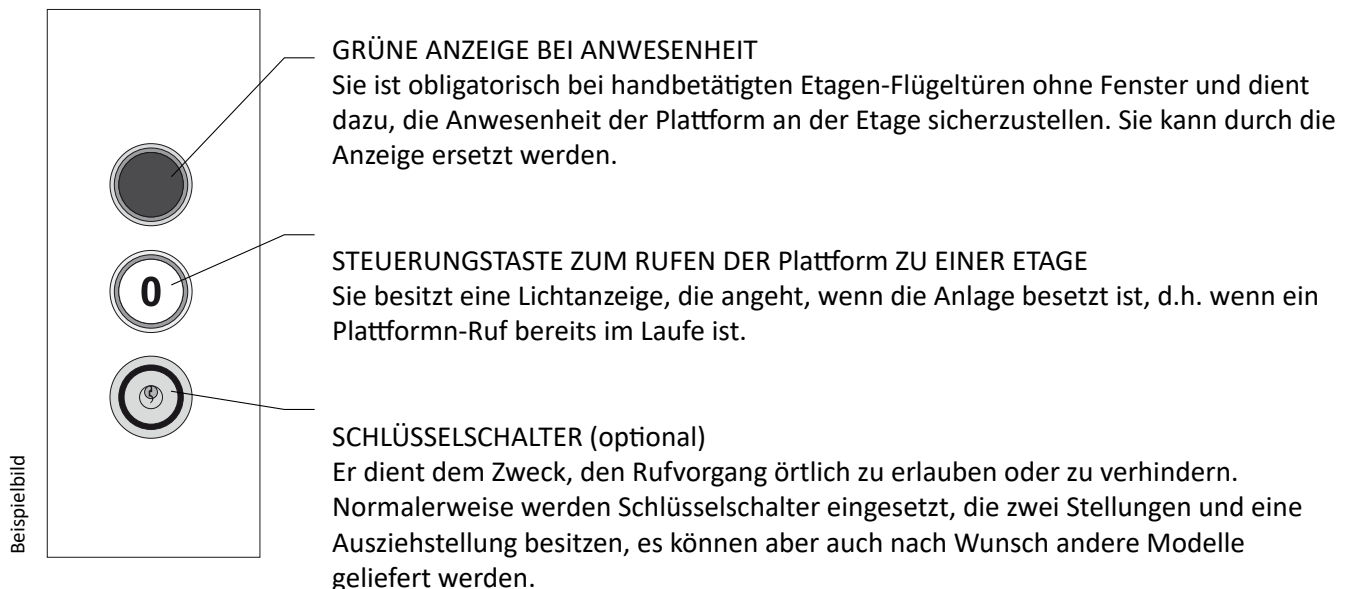 GRÜNE ANZEIGE BEI ANWESENHEIT
Sie ist obligatorisch bei handbetätigten Etagen-Flügeltüren ohne Fenster und dient
dazu, die Anwesenheit der Plattform an der Etage sicherzustellen. Sie kann durch die
Anzeige ersetzt werden.
0
STEUERUNGSTASTE ZUM RUFEN DER Plattform ZU EINER ETAGE
Sie besitzt eine Lichtanzeige, die angeht, wenn die Anlage besetzt ist, d.h. wenn ein
Plattformn-Ruf bereits im Laufe ist.
SCHLÜSSELSCHALTER (optional)
Er dient dem Zweck, den Rufvorgang örtlich zu erlauben oder zu verhindern.
Normalerweise werden Schlüsselschalter eingesetzt, die zwei Stellungen und eine
Ausziehstellung besitzen, es können aber auch nach Wunsch andere Modelle
geliefert werden.
Beispielbild